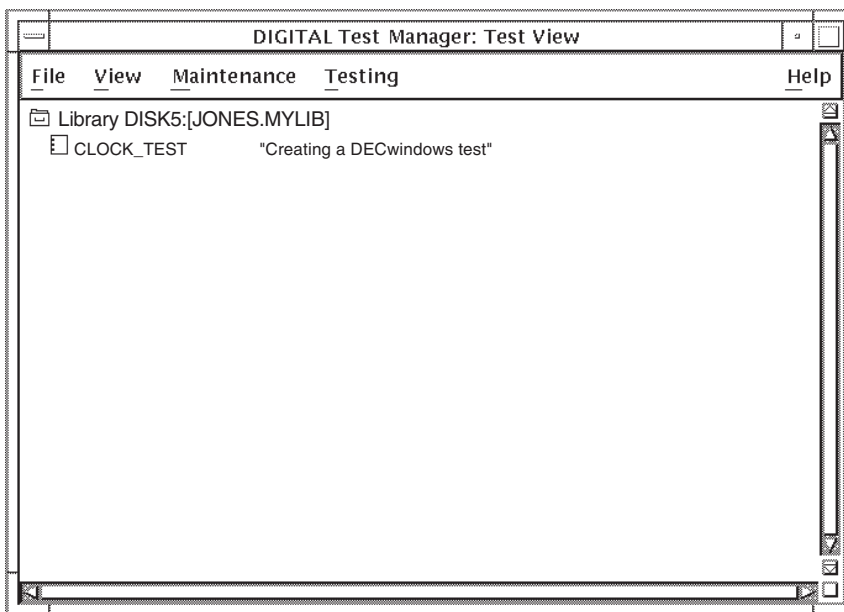 DIGITAL Test Manager: Test View
File View Maintenance Testing Help
Library DISK5:[JONES.MYLIB]
CLOCK_TEST "Creating a DECwindows test"